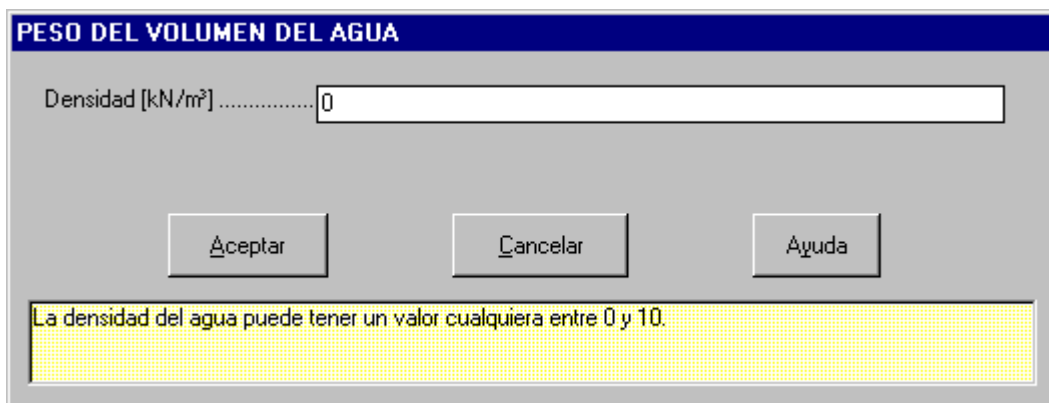 PESO DEL VOLUMEN DEL AGUA
Densidad [kN/m³] ................ 0
Aceptar Cancelar Ayuda
La densidad del agua puede tener un valor cualquiera entre 0 y 10.